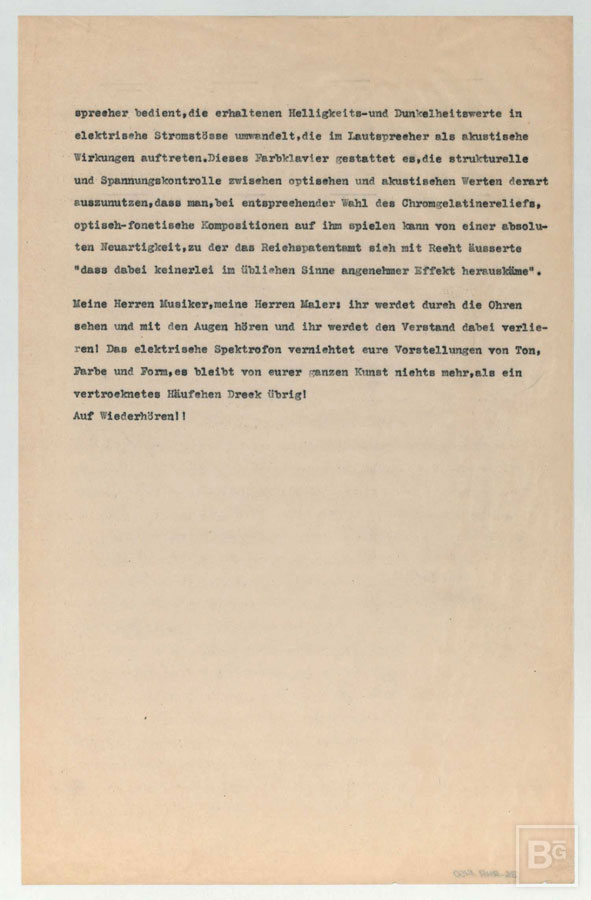 sprecher bedient,die erhaltenen Helligkeits-und Dunkelheitswerte in
elektrische Stromstösse umwandelt,die im Lautsprecher als akustische
Wirkungen auftreten.Dieses Farbklavier gestattet es,die strukturelle
und Spannungskontrolle zwischen optischen und akustischen Werten derart
auszunutzen,dass man,bei entsprechender Wahl des Chromgelatinereliefs,
optisch-fonetische Kompositionen auf ihm spielen kann von einer absolu-
ten Neuartigkeit,zu der das Reichspatentamt sich mit Recht äusserte
"dass dabei keinerlei im üblichen Sinne angenehmer Effekt herauskäme".
Meine Herren Musiker,meine Herren Maler: ihr werdet durch die Ohren
sehen und mit den Augen hören und ihr werdet den Verstand dabei verlie-
ren! Das elektrische Spektrofon vernichtet eure Vorstellungen von Ton,
Farbe und Form,es bleibt von eurer ganzen Kunst nichts mehr,als ein
vertrocknetes Häufchen Dreck übrig!
Auf Wiederhören!!
BG